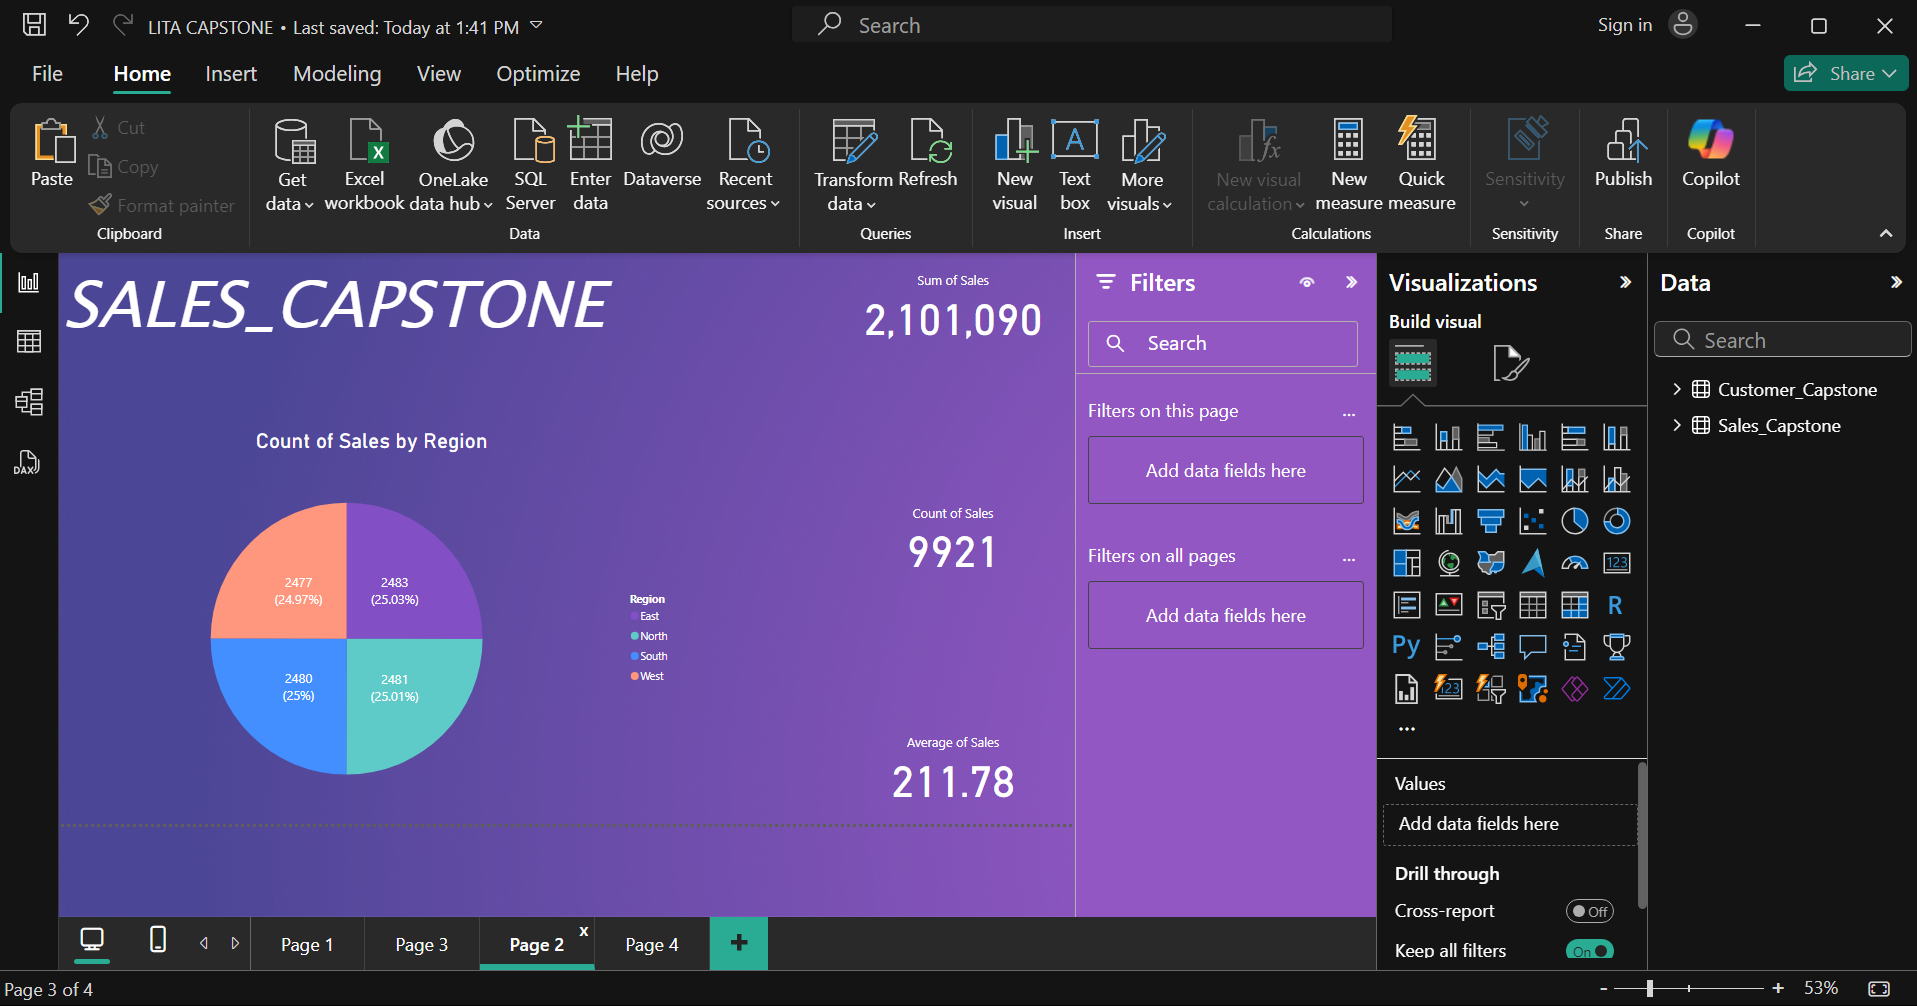 LITA CAPSTONE • Last saved: Today at 1:41 PM
Search
Sign in
File
Home
Insert
Modeling
View
Optimize
Help
Share
Paste
Cut
Copy
Format painter
Clipboard
Get data
Excel workbook
OneLake data hub
SQL Server
Enter data
Dataverse
Recent sources
Data
Transform data
Refresh
Queries
New visual
Text box
More visuals
Insert
New visual calculation
New measure
Quick measure
Calculations
Sensitivity
Sensitivity
Publish
Share
Copilot
Copilot
DAX
SALES_CAPSTONE
Sum of Sales
2,101,090
Count of Sales by Region
2477
(24.97%)
2483
(25.03%)
2480
(25%)
2481
(25.01%)
Region
East
North
South
West
Count of Sales
9921
Average of Sales
211.78
Filters
Search
Filters on this page
...
Add data fields here
Filters on all pages
...
Add data fields here
Visualizations
Build visual
123
R
Py
123
...
Values
Add data fields here
Drill through
Cross-report
Off
Keep all filters
On
Data
Search
Customer_Capstone
Sales_Capstone
Page 1
Page 3
Page 2
x
Page 4
+
Page 3 of 4
- + 53%